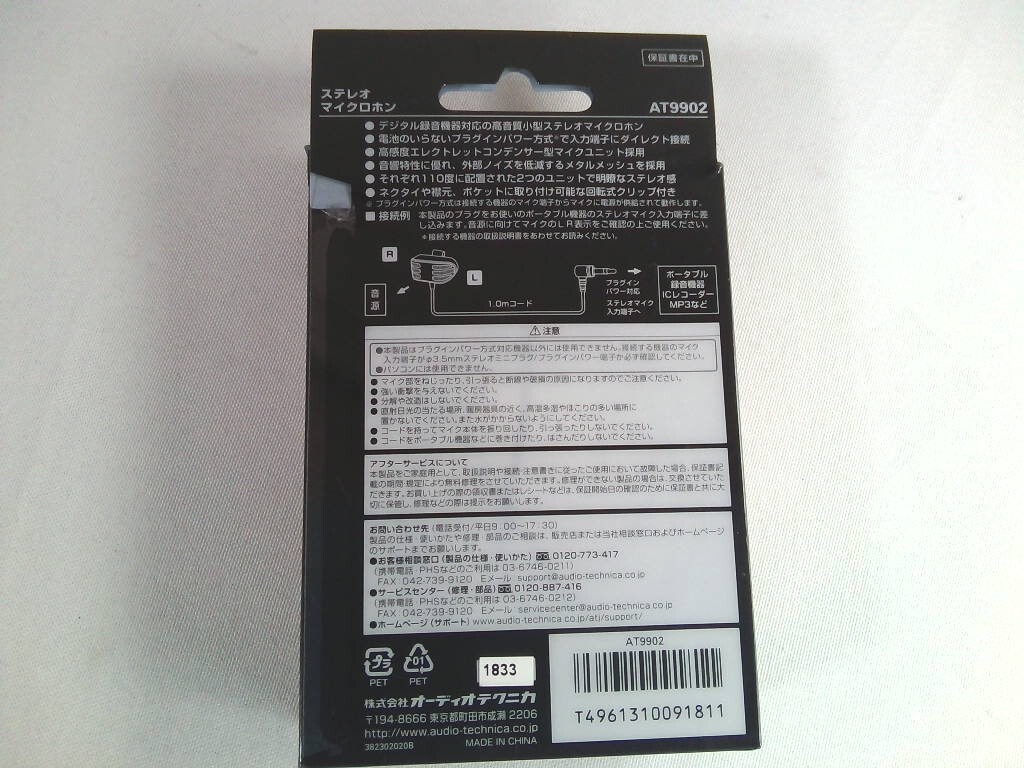 保証書在中
ステレオ
マイクロホン
AT9902
●デジタル録音機器対応の高音質小型ステレオマイクロホン
●電池のいらないプラグインパワー方式※で入力端子にダイレクト接続
●高感度エレクトレットコンデンサー型マイクユニット採用
●音響特性に優れ、外部ノイズを低減するメタルメッシュを採用
●それぞれ110度に配置された2つのユニットで明瞭なステレオ感
●ネクタイや襟元、ポケットに取り付け可能な回転式クリップ付き
※プラグインパワー方式は接続する機器のマイク端子からマイクに電源が供給されて動作します。
■接続例 本製品のプラグをお使いのポータブル機器のステレオマイク入力端子に差
し込みます。音源に向けてマイクのLR表示をご確認の上ご使用ください。
＊接続する機器の取扱説明書をあわせてお読みください。
R
L
音源
1.0mコード
プラグイン
パワー対応
ステレオマイク
入力端子へ
ポータブル
録音機器
ICレコーダー
MP3など
⚠注意
●本製品はプラグインパワー方式対応機器以外には使用できません。接続する機器のマイク
入力端子がφ3.5mmステレオミニプラグ/プラグインパワー端子か必ず確認してください。
●パソコンには使用できません。
●マイク部をねじったり、引っ張ると断線や破損の原因になりますのでご注意ください。
●強い衝撃を与えないでください。
●分解や改造はしないでください。
●直射日光の当たる場所、暖房器具の近く、高温多湿やほこりの多い場所に
置かないでください。また水がかからないようにしてください。
●コードを持ってマイク本体を振り回したり、引っ張ったりしないでください。
●コードをポータブル機器などに巻き付けたり、はさんだりしないでください。
アフターサービスについて
本製品をご家庭用として、取扱説明や接続・注意書きに従ったご使用において故障した場合、保証書記
載の期間・規定により無料修理をさせていただきます。修理ができない製品の場合は、交換させていた
だきます。お買い上げの際の領収書またはレシートなどは、保証開始日の確認のために保証書と共に大
切に保管し、修理などの際は提示をお願いします。
お問い合わせ先(電話受付/平日9:00〜17:30)
製品の仕様・使いかたや修理・部品のご相談は、販売店または当社相談窓口およびホームページ
のサポートまでお願いします。
●お客様相談窓口(製品の仕様・使いかた) 0120-773-417
(携帯電話・PHSなどのご利用は 03-6746-0211)
FAX:042-739-9120 Eメール:support@audio-technica.co.jp
●サービスセンター(修理・部品) 0120-887-416
(携帯電話・PHSなどのご利用は 03-6746-0212)
FAX:042-739-9120 Eメール:servicecenter@audio-technica.co.jp
●ホームページ(サポート) www.audio-technica.co.jp/atj/support/
プラ
PET
01
PET
1833
株式会社オーディオテクニカ
〒194-8666 東京都町田市成瀬 2206
http://www.audio-technica.co.jp
382302020B
MADE IN CHINA
AT9902
T4961310091811